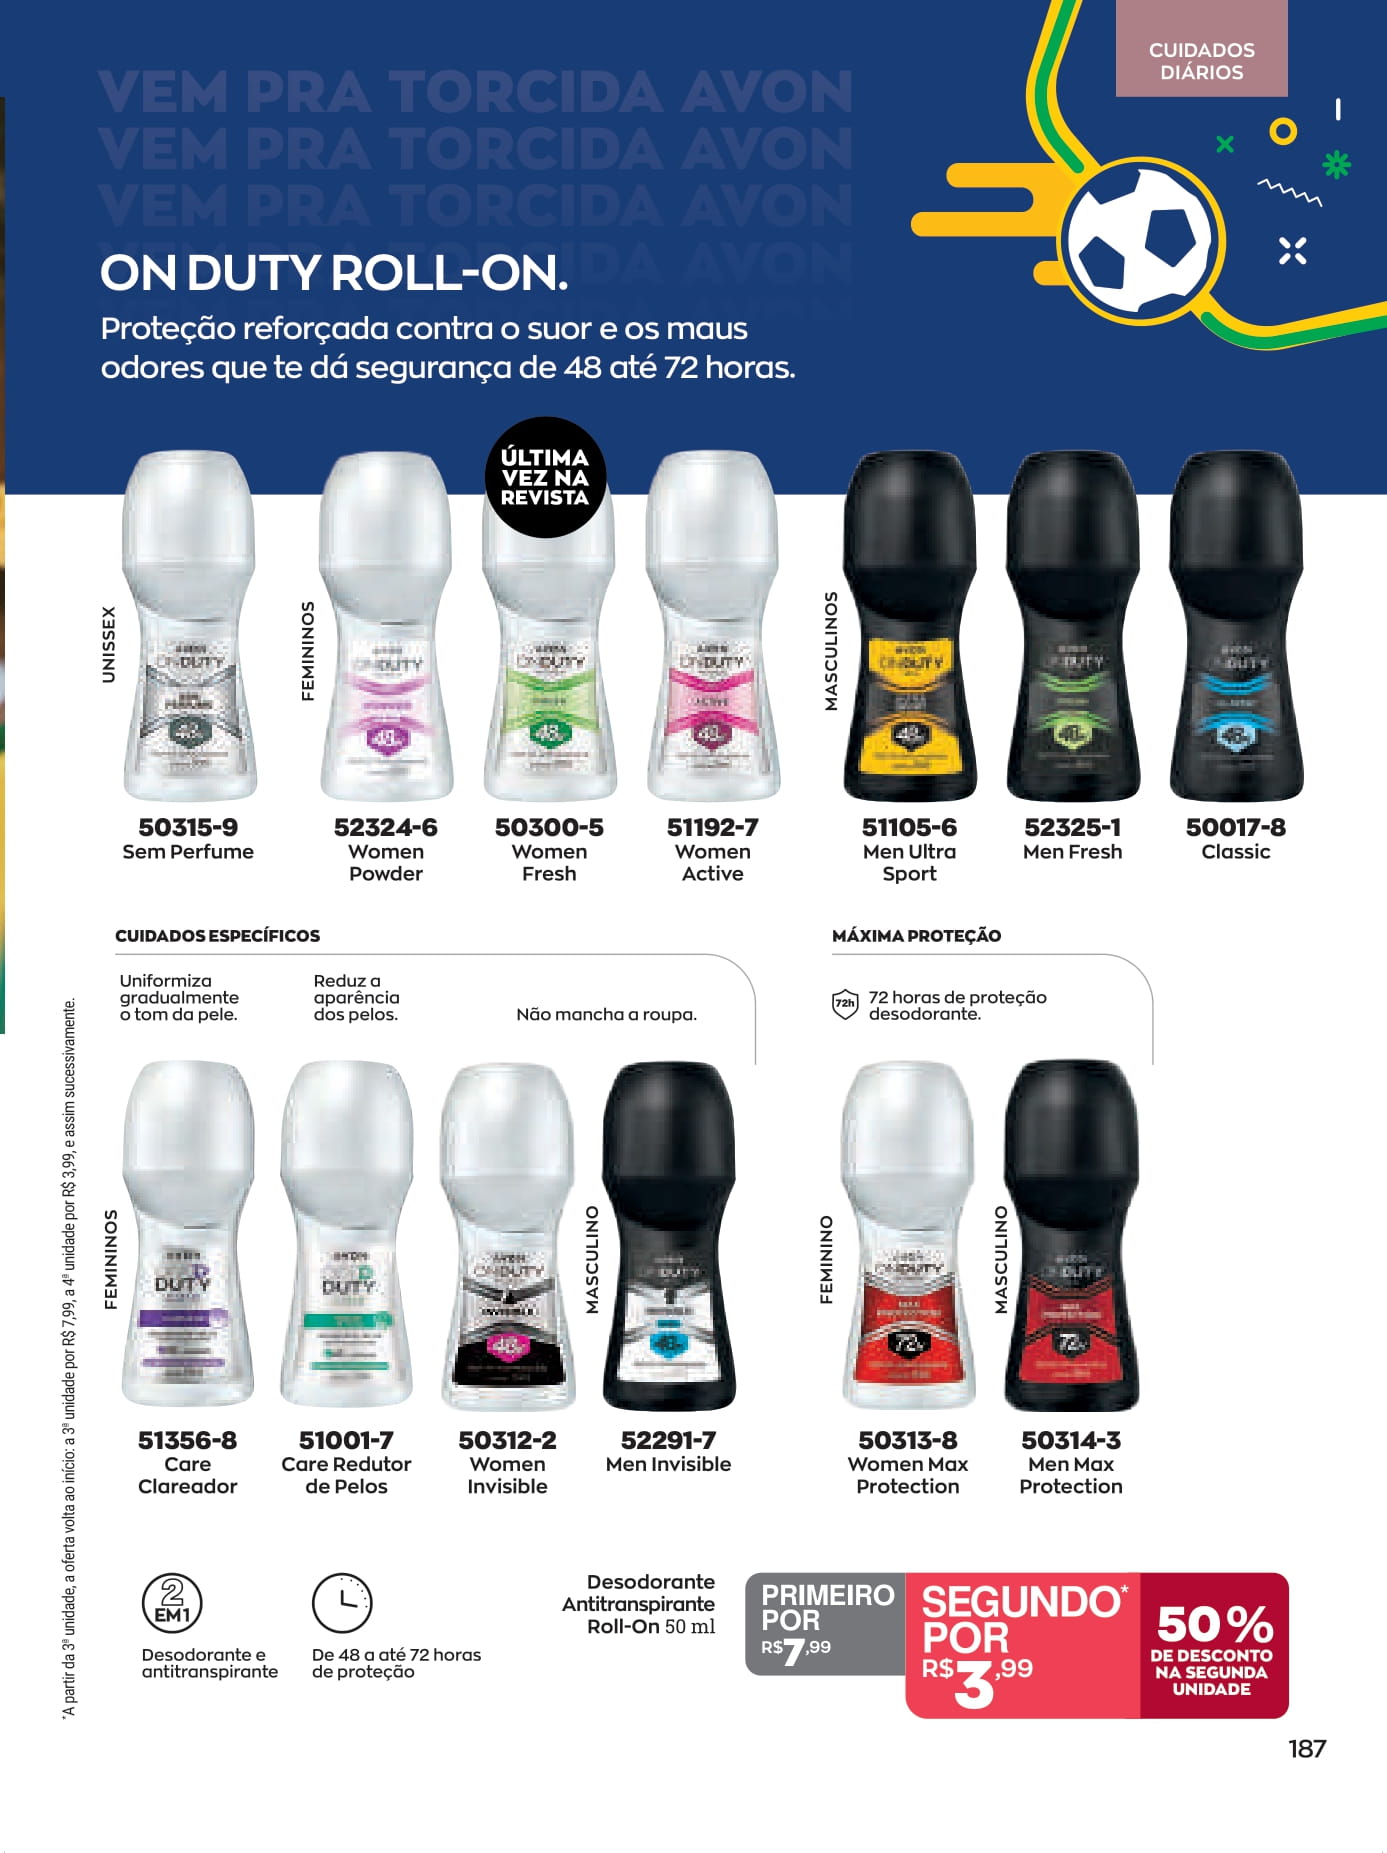 CUIDADOS
DIÁRIOS
VEM PRA TORCIDA AVON
VEM PRA TORCIDA AVON
VEM PRA TORCIDA AVON
VEM PRA TORCIDA AVON
ON DUTY ROLL-ON.
Proteção reforçada contra o suor e os maus
odores que te dá segurança de 48 até 72 horas.
ÚLTIMA
VEZ NA
REVISTA
UNISSEX
FEMININOS
MASCULINOS
50315-9
Sem Perfume
52324-6
Women
Powder
50300-5
Women
Fresh
51192-7
Women
Active
51105-6
Men Ultra
Sport
52325-1
Men Fresh
50017-8
Classic
CUIDADOS ESPECÍFICOS
Uniformiza
gradualmente
o tom da pele.
Reduz a
aparência
dos pelos.
Não mancha a roupa.
MÁXIMA PROTEÇÃO
72h
72 horas de proteção
desodorante.
FEMININOS
MASCULINO
FEMININO
MASCULINO
51356-8
Care
Clareador
51001-7
Care Redutor
de Pelos
50312-2
Women
Invisible
52291-7
Men Invisible
50313-8
Women Max
Protection
50314-3
Men Max
Protection
2
EM 1
Desodorante e
antitranspirante
De 48 a até 72 horas
de proteção
Desodorante
Antitranspirante
Roll-On 50 ml
PRIMEIRO
POR
R$7,99
SEGUNDO*
POR
R$3,99
50%
DE DESCONTO
NA SEGUNDA
UNIDADE
*A partir da 3ª unidade, a oferta volta ao início: a 3ª unidade por R$ 7,99, a 4ª unidade por R$ 3,99, e assim sucessivamente.
187